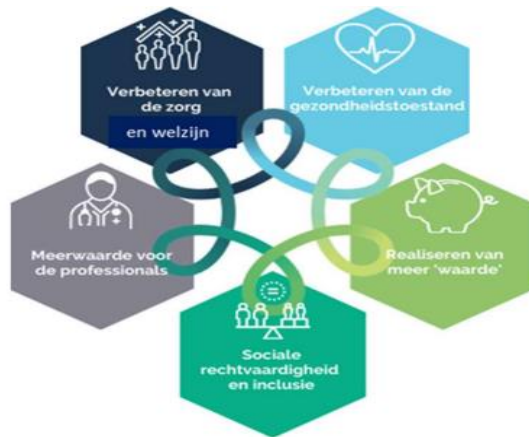 Verbeteren van
de zorg
en welzijn
Verbeteren van de
gezondheidstoestand
Meerwaarde voor
de professionals
Realiseren van
meer 'waarde'
Sociale
rechtvaardigheid
en inclusie